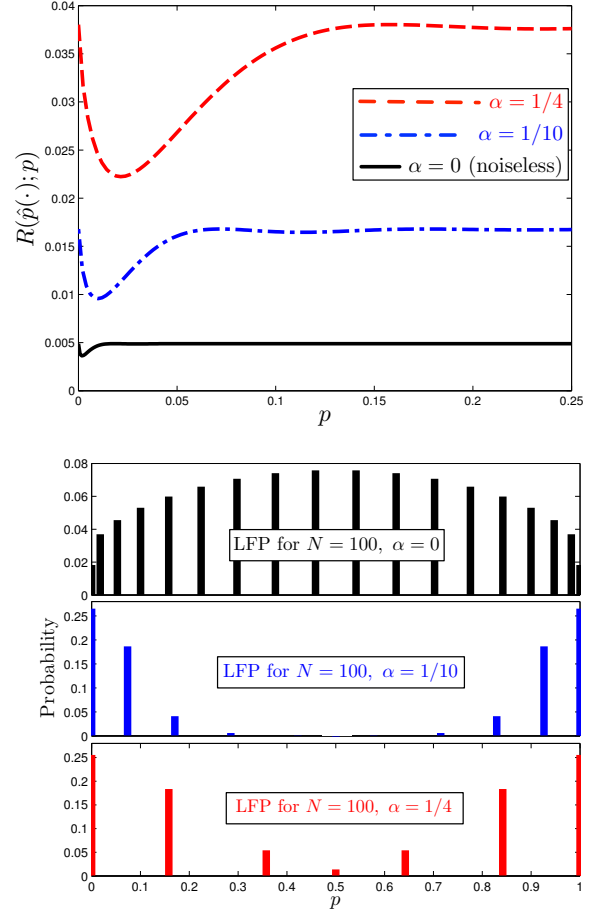 0.04
0.035
0.03
0.025
0.02
0.015
0.01
0.005
0
R(p̂(·); p)
α = 1/4
α = 1/10
α = 0 (noiseless)
0 0.05 0.1 0.15 0.2 0.25
p
0.08
0.06
0.04
0.02
0
LFP for N = 100, α = 0
Probability
0.2
0.15
0.1
0.05
0
LFP for N = 100, α = 1/10
0.25
0.2
0.15
0.1
0.05
0
LFP for N = 100, α = 1/4
0 0.1 0.2 0.3 0.4 0.5 0.6 0.7 0.8 0.9 1
p